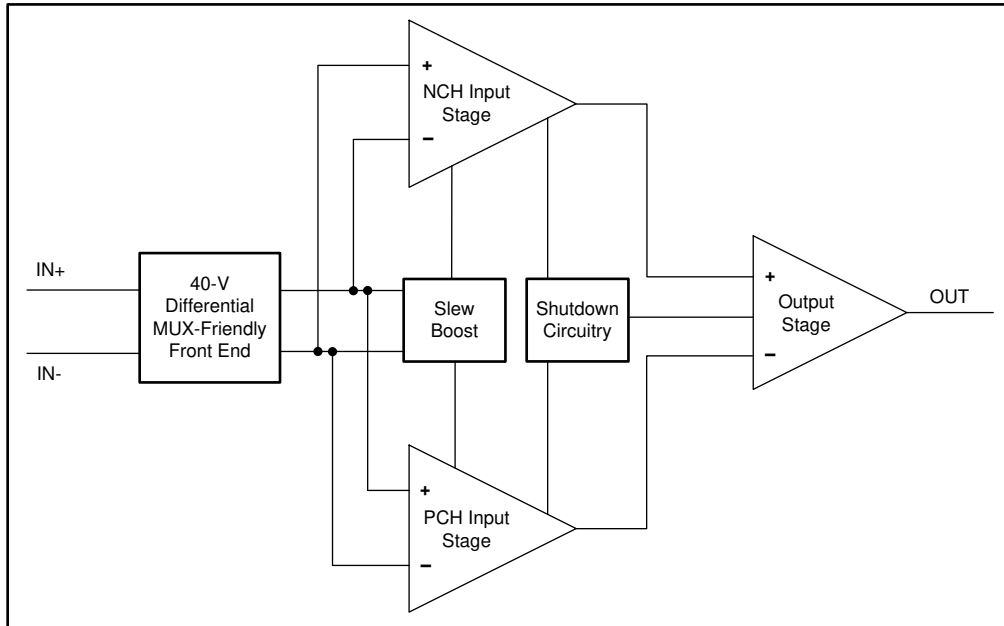 +
NCH Input
Stage
−
IN+
IN-
40-V
Differential
MUX-Friendly
Front End
Slew
Boost
Shutdown
Circuitry
+
Output
Stage
−
OUT
+
PCH Input
Stage
−